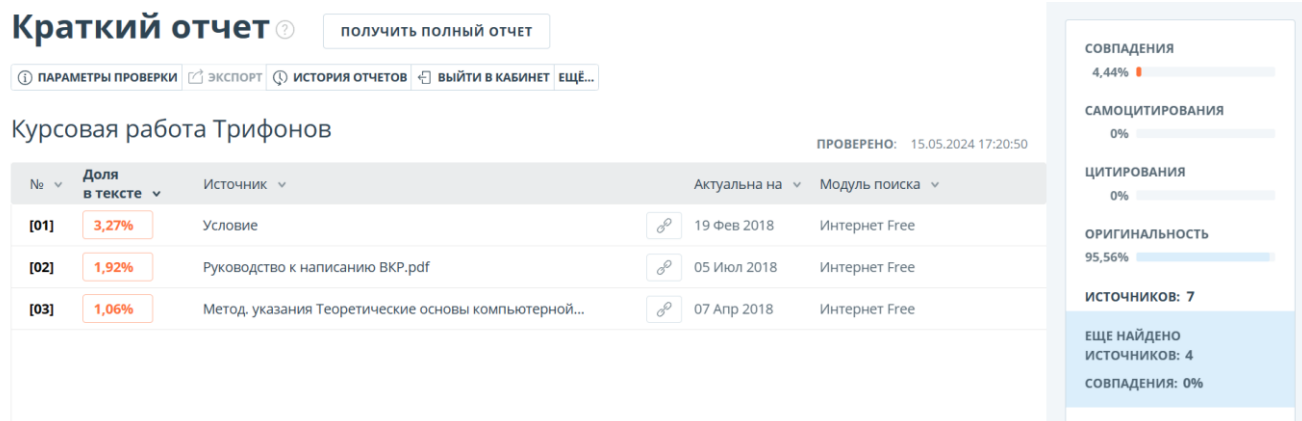 Краткий отчет ?
ПОЛУЧИТЬ ПОЛНЫЙ ОТЧЕТ
ПАРАМЕТРЫ ПРОВЕРКИ ЭКСПОРТ ИСТОРИЯ ОТЧЕТОВ ВЫЙТИ В КАБИНЕТ ЕЩЁ...
Курсовая работа Трифонов
ПРОВЕРЕНО: 15.05.2024 17:20:50
№ Доля в тексте Источник Актуальна на Модуль поиска
[01] 3,27% Условие 19 Фев 2018 Интернет Free
[02] 1,92% Руководство к написанию ВКР.pdf 05 Июл 2018 Интернет Free
[03] 1,06% Метод. указания Теоретические основы компьютерной... 07 Апр 2018 Интернет Free
СОВПАДЕНИЯ
4,44%
САМОЦИТИРОВАНИЯ
0%
ЦИТИРОВАНИЯ
0%
ОРИГИНАЛЬНОСТЬ
95,56%
ИСТОЧНИКОВ: 7
ЕЩЕ НАЙДЕНО
ИСТОЧНИКОВ: 4
СОВПАДЕНИЯ: 0%